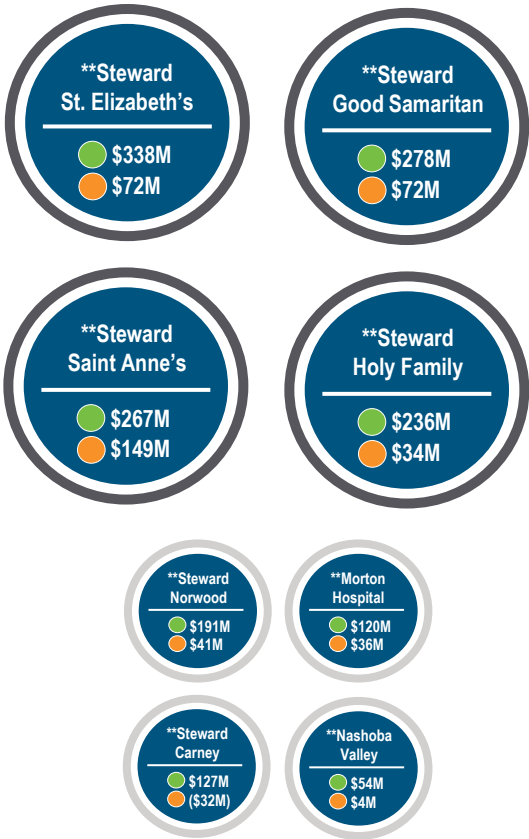 **Steward
St. Elizabeth's
$338M
$72M
**Steward
Good Samaritan
$278M
$72M
**Steward
Saint Anne's
$267M
$149M
**Steward
Holy Family
$236M
$34M
**Steward
Norwood
$191M
$41M
**Morton
Hospital
$120M
$36M
**Steward
Carney
$127M
($32M)
**Nashoba
Valley
$54M
$4M